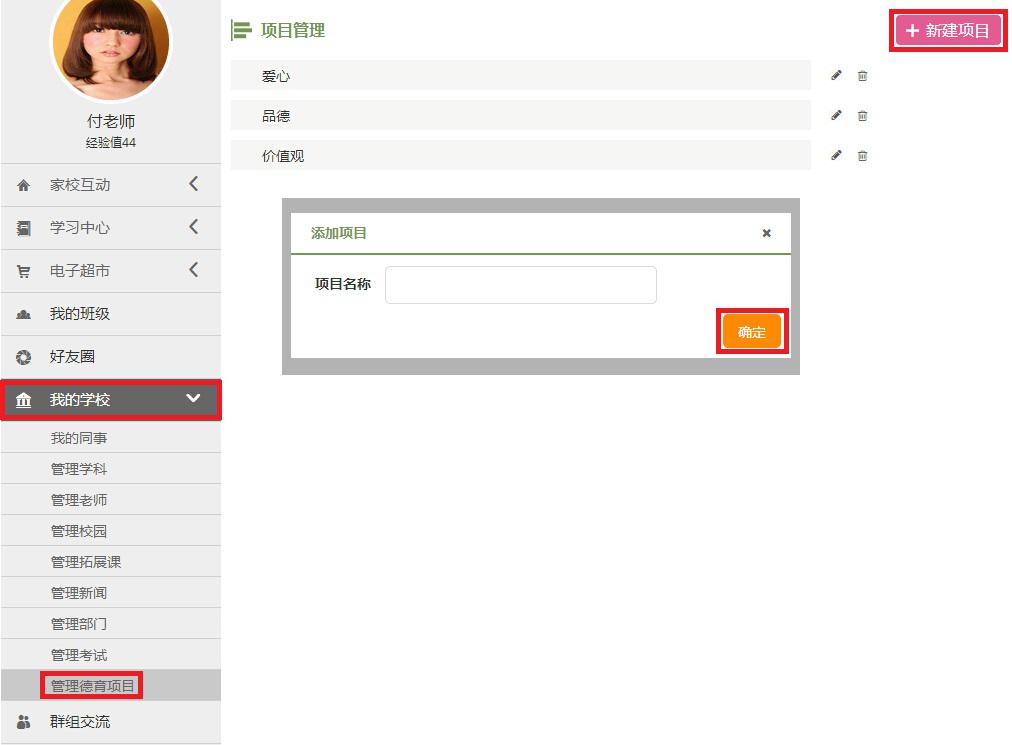 付老师
经验值44
家校互动
学习中心
电子超市
我的班级
好友圈
我的学校
我的同事
管理学科
管理老师
管理校园
管理拓展课
管理新闻
管理部门
管理考试
管理德育项目
群组交流
项目管理
+ 新建项目
爱心
品德
价值观
添加项目
项目名称
确定